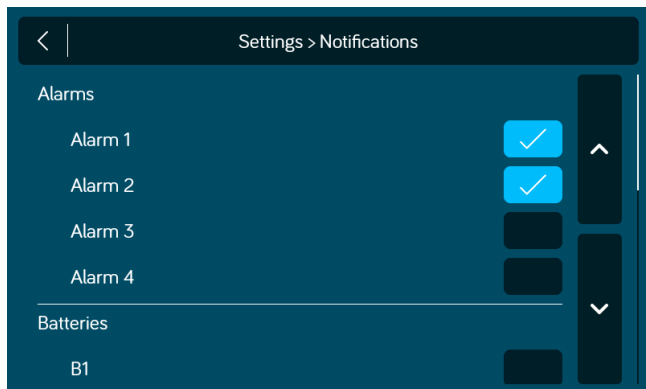 Settings > Notifications
Alarms
Alarm 1
Alarm 2
Alarm 3
Alarm 4
Batteries
B1